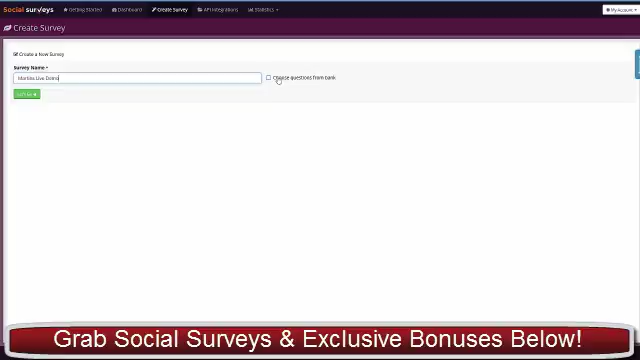 Social surveys Getting Started Dashboard Create Survey API Integrations Statistics My Account
Create Survey
Create a New Survey
Survey Name *
Martins Live Demo
Choose questions from bank
Grab Social Surveys & Exclusive Bonuses Below!